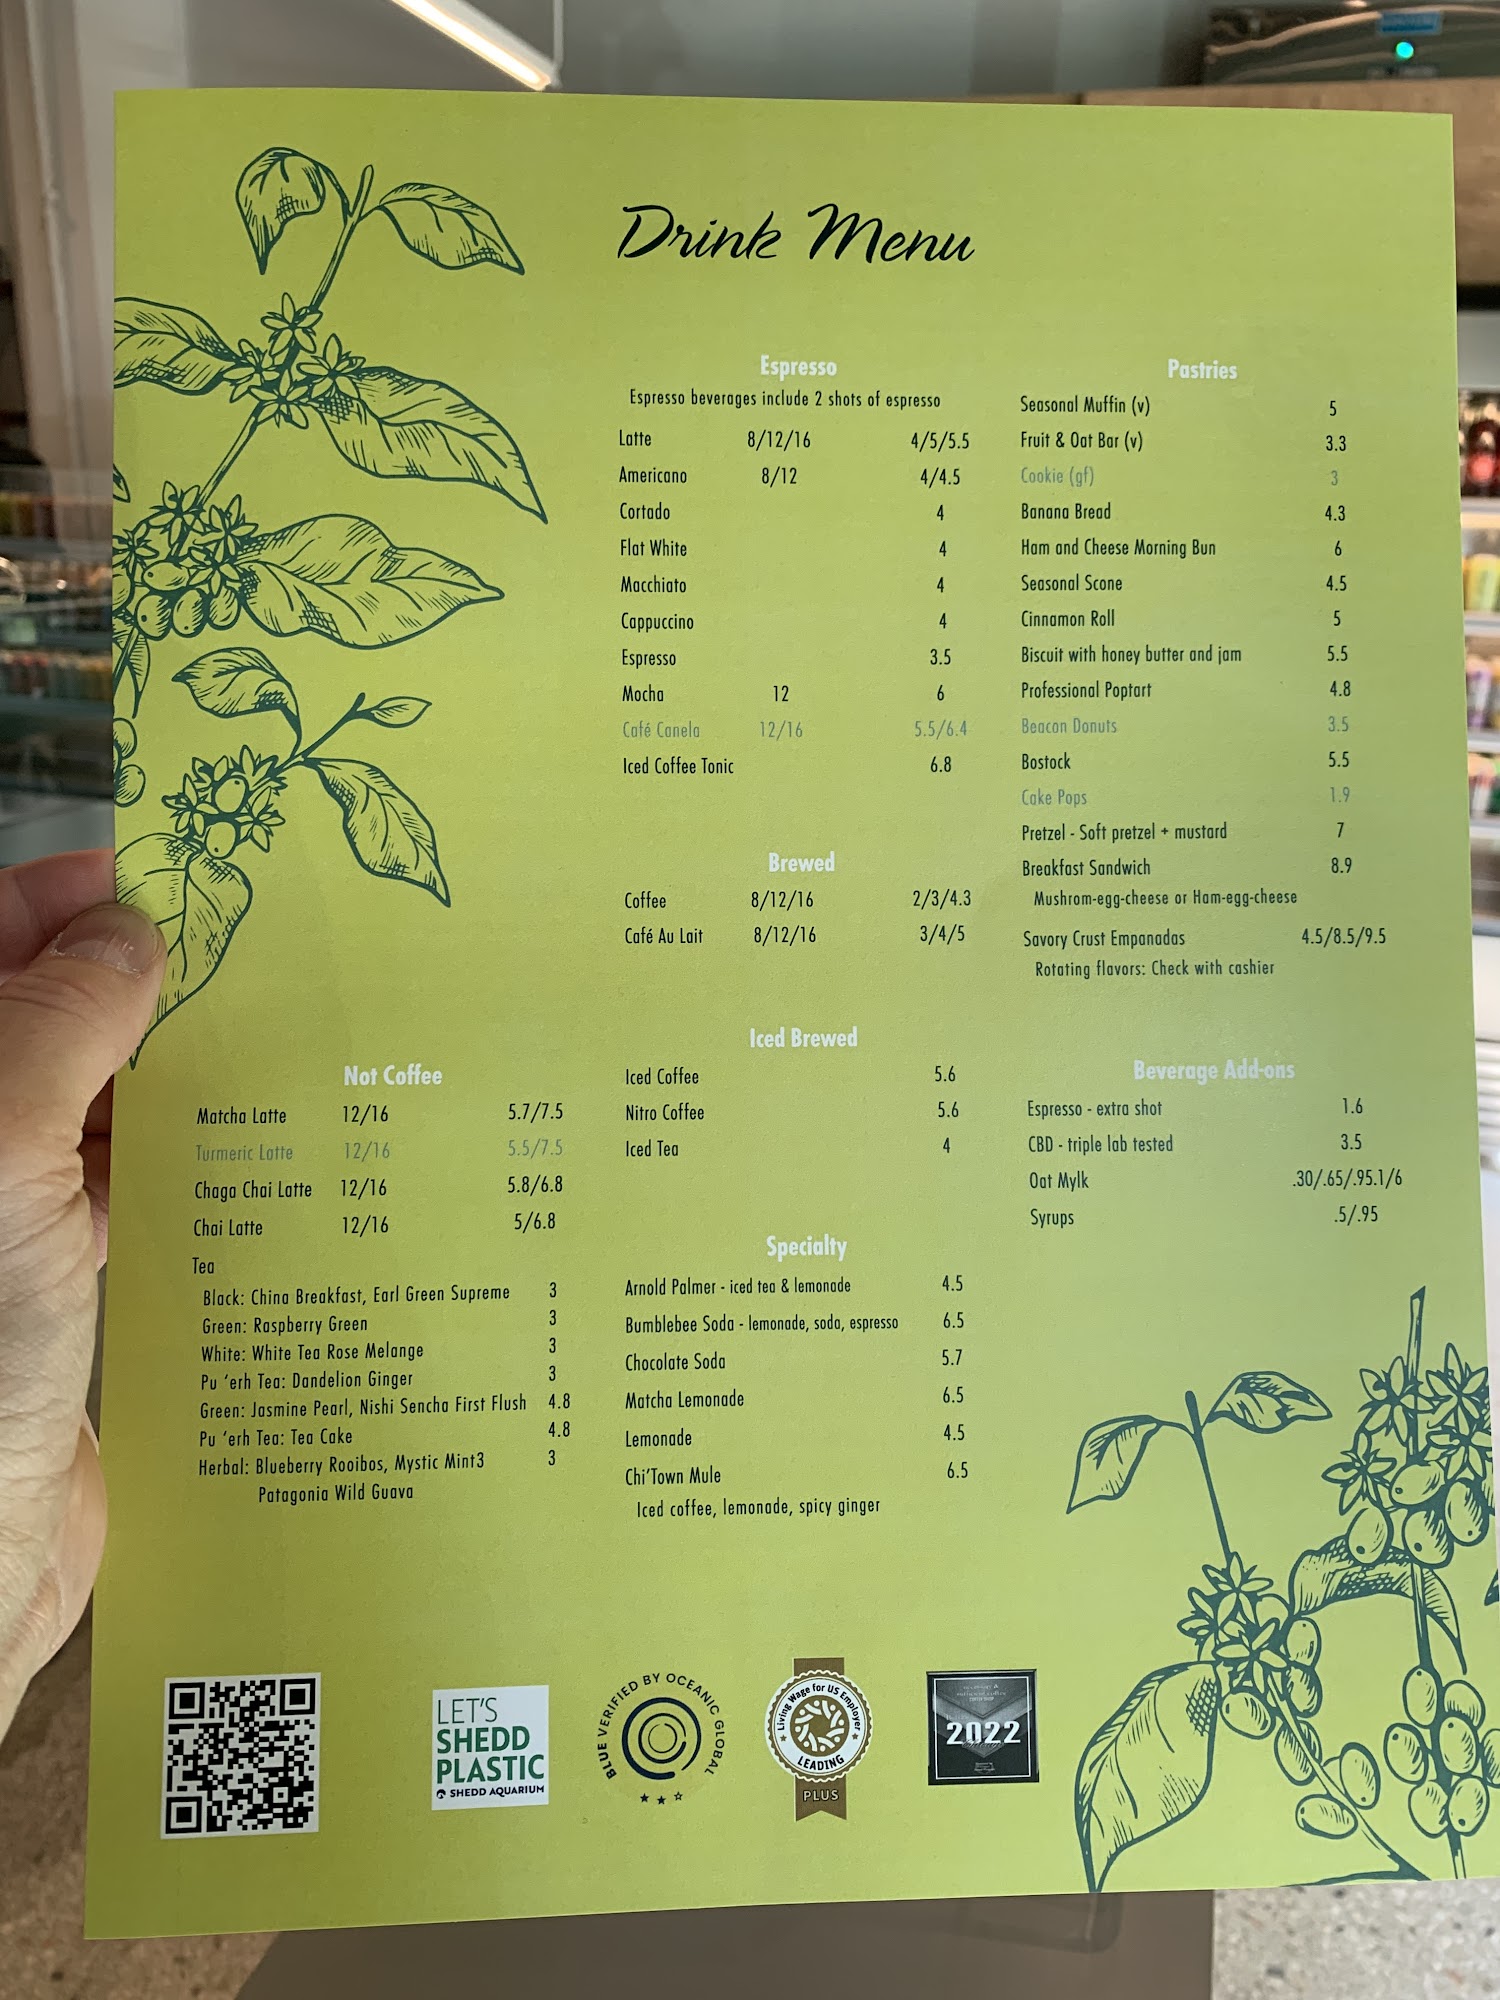 Drink Menu
Espresso
Espresso beverages include 2 shots of espresso
Latte 8/12/16 4/5/5.5
Americano 8/12 4/4.5
Cortado 4
Flat White 4
Macchiato 4
Cappuccino 4
Espresso 3.5
Mocha 12 6
Café Canela 12/16 5.5/6.4
Iced Coffee Tonic 6.8
Brewed
Coffee 8/12/16 2/3/4.3
Café Au Lait 8/12/16 3/4/5
Pastries
Seasonal Muffin (v) 5
Fruit & Oat Bar (v) 3.3
Cookie (gf) 3
Banana Bread 4.3
Ham and Cheese Morning Bun 6
Seasonal Scone 4.5
Cinnamon Roll 5
Biscuit with honey butter and jam 5.5
Professional Poptart 4.8
Beacon Donuts 3.5
Bostock 5.5
Cake Pops 1.9
Pretzel - Soft pretzel + mustard 7
Breakfast Sandwich 8.9
Mushrom-egg-cheese or Ham-egg-cheese
Savory Crust Empanadas 4.5/8.5/9.5
Rotating flavors: Check with cashier
Not Coffee
Matcha Latte 12/16 5.7/7.5
Turmeric Latte 12/16 5.5/7.5
Chaga Chai Latte 12/16 5.8/6.8
Chai Latte 12/16 5/6.8
Tea
Black: China Breakfast, Earl Green Supreme 3
Green: Raspberry Green 3
White: White Tea Rose Melange 3
Pu ‘erh Tea: Dandelion Ginger 3
Green: Jasmine Pearl, Nishi Sencha First Flush 4.8
Pu ‘erh Tea: Tea Cake 4.8
Herbal: Blueberry Rooibos, Mystic Mint3 3
Patagonia Wild Guava
Iced Brewed
Iced Coffee 5.6
Nitro Coffee 5.6
Iced Tea 4
Specialty
Arnold Palmer - iced tea & lemonade 4.5
Bumblebee Soda - lemonade, soda, espresso 6.5
Chocolate Soda 5.7
Matcha Lemonade 6.5
Lemonade 4.5
Chi’Town Mule 6.5
Iced coffee, lemonade, spicy ginger
Beverage Add-ons
Espresso - extra shot 1.6
CBD - triple lab tested 3.5
Oat Mylk .30/.65/.95.1/6
Syrups .5/.95
LET'S
SHEDD
PLASTIC
SHEDD AQUARIUM
BLUE VERIFIED BY OCEANIC GLOBAL
Living Wage for US Employer
LEADING
PLUS
2022